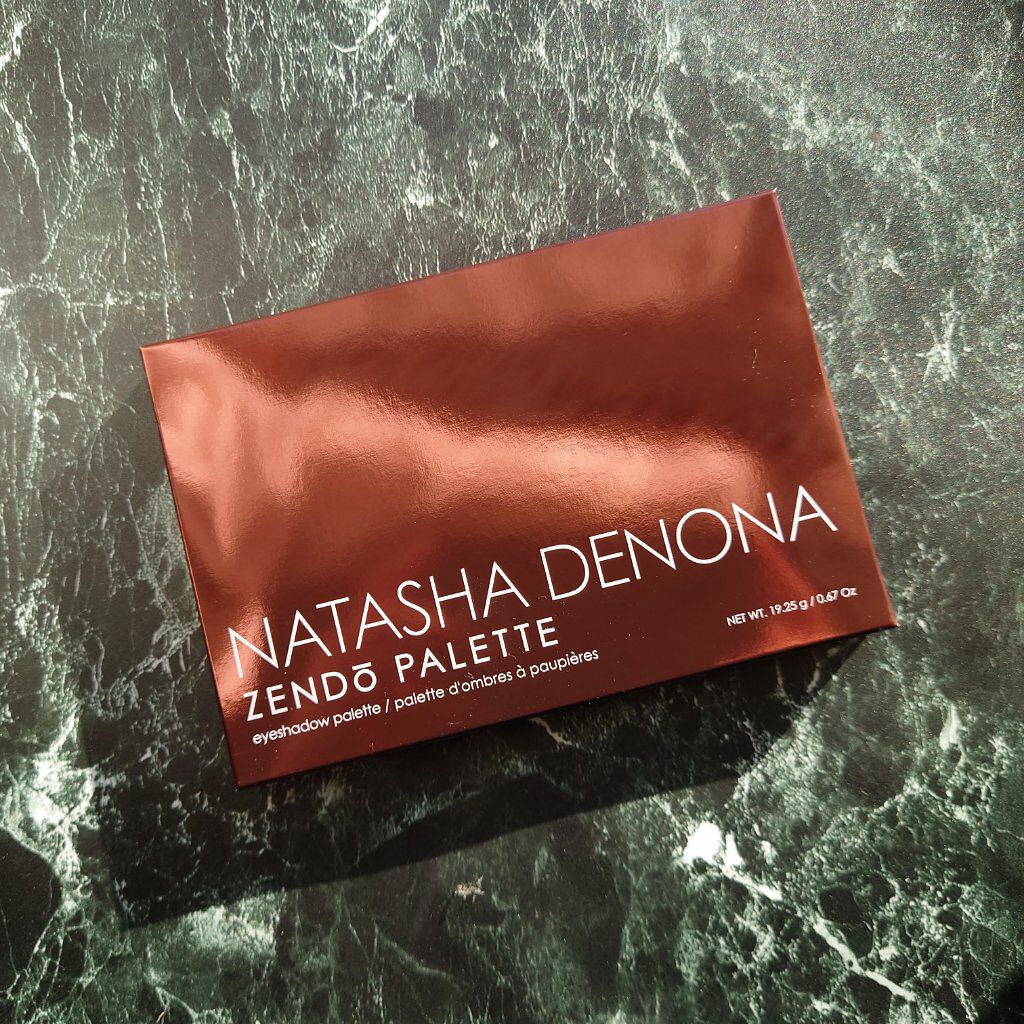 NATASHA DENONA
ZENDō PALETTE
eyeshadow palette / palette d'ombres à paupières
NET WT. 19.25 g / 0.67 Oz